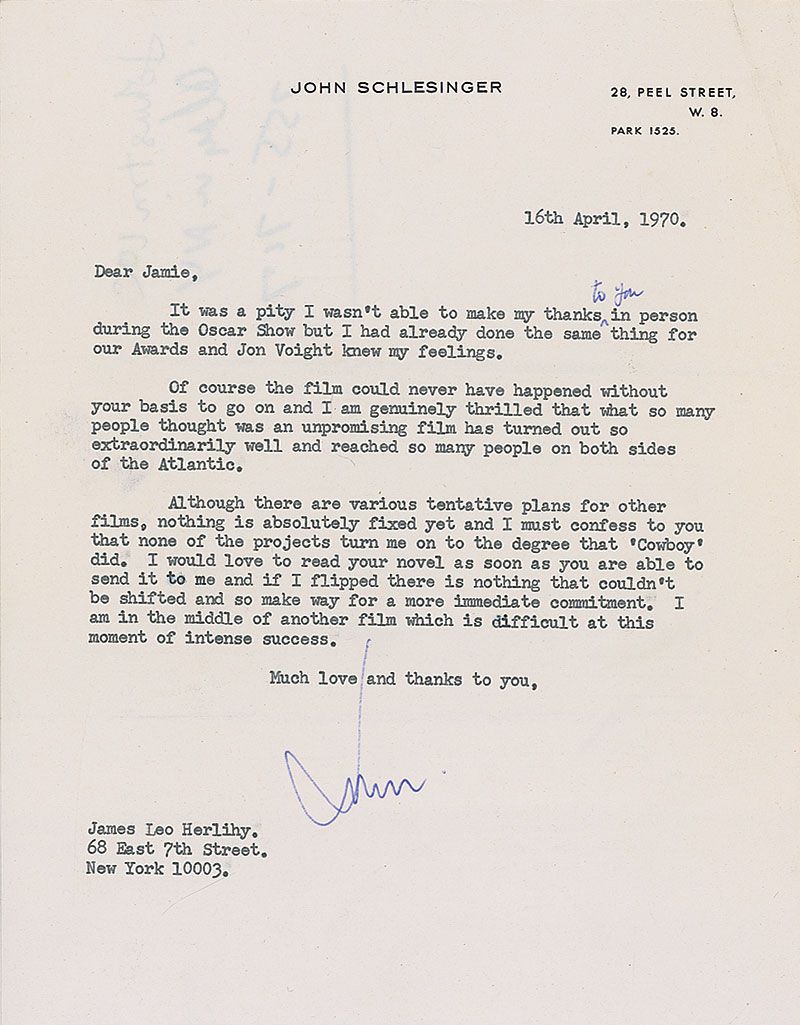 JOHN SCHLESINGER
28, PEEL STREET,
W. 8.
PARK 1525.
16th April, 1970.
Dear Jamie,
to you
It was a pity I wasn't able to make my thanks in person
during the Oscar Show but I had already done the same thing for
our Awards and Jon Voight knew my feelings.
Of course the film could never have happened without
your basis to go on and I am genuinely thrilled that what so many
people thought was an unpromising film has turned out so
extraordinarily well and reached so many people on both sides
of the Atlantic.
Although there are various tentative plans for other
films, nothing is absolutely fixed yet and I must confess to you
that none of the projects turn me on to the degree that 'Cowboy'
did. I would love to read your novel as soon as you are able to
send it to me and if I flipped there is nothing that couldn't
be shifted and so make way for a more immediate commitment. I
am in the middle of another film which is difficult at this
moment of intense success.
Much love and thanks to you,
John
James Leo Herlihy.
68 East 7th Street.
New York 10003.